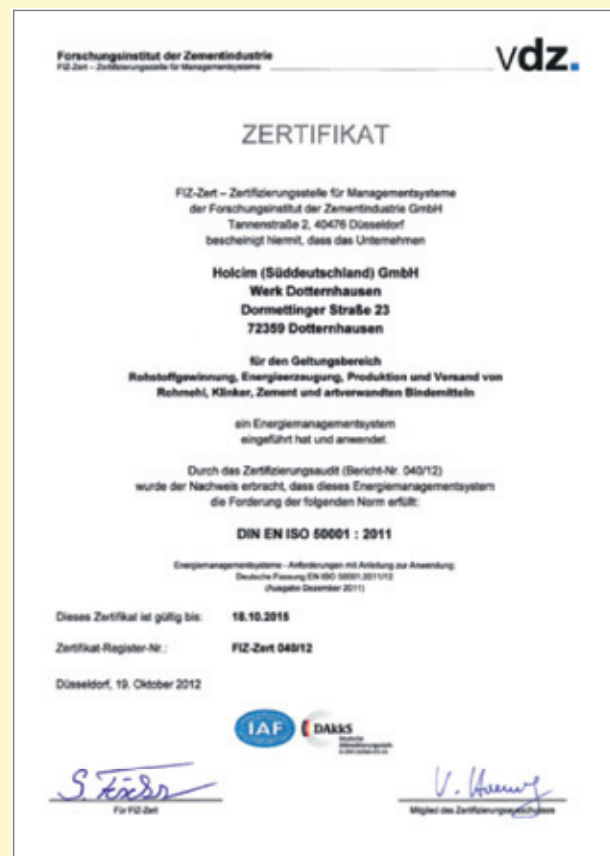 Forschungsinstitut der Zementindustrie
FIZ-Zert – Zertifizierungsstelle für Managementsysteme
vdz.
ZERTIFIKAT
FIZ-Zert – Zertifizierungsstelle für Managementsysteme
der Forschungsinstitut der Zementindustrie GmbH
Tannenstraße 2, 40476 Düsseldorf
bescheinigt hiermit, dass das Unternehmen
Holcim (Süddeutschland) GmbH
Werk Dotternhausen
Dormettinger Straße 23
72359 Dotternhausen
für den Geltungsbereich
Rohstoffgewinnung, Energieerzeugung, Produktion und Versand von
Rohmehl, Klinker, Zement und artverwandten Bindemitteln
ein Energiemanagementsystem
eingeführt hat und anwendet.
Durch das Zertifizierungsaudit (Bericht-Nr. 040/12)
wurde der Nachweis erbracht, dass dieses Energiemanagementsystem
die Forderung der folgenden Norm erfüllt:
DIN EN ISO 50001 : 2011
Energiemanagementsysteme - Anforderungen mit Anleitung zur Anwendung;
Deutsche Fassung EN ISO 50001:2011/12
(Ausgabe Dezember 2011)
Dieses Zertifikat ist gültig bis: 18.10.2015
Zertifikat-Register-Nr.: FIZ-Zert 040/12
Düsseldorf, 19. Oktober 2012
IAF
DAkkS
Deutsche
Akkreditierungsstelle
Für FIZ-Zert
Mitglied des Zertifizierungsausschusses